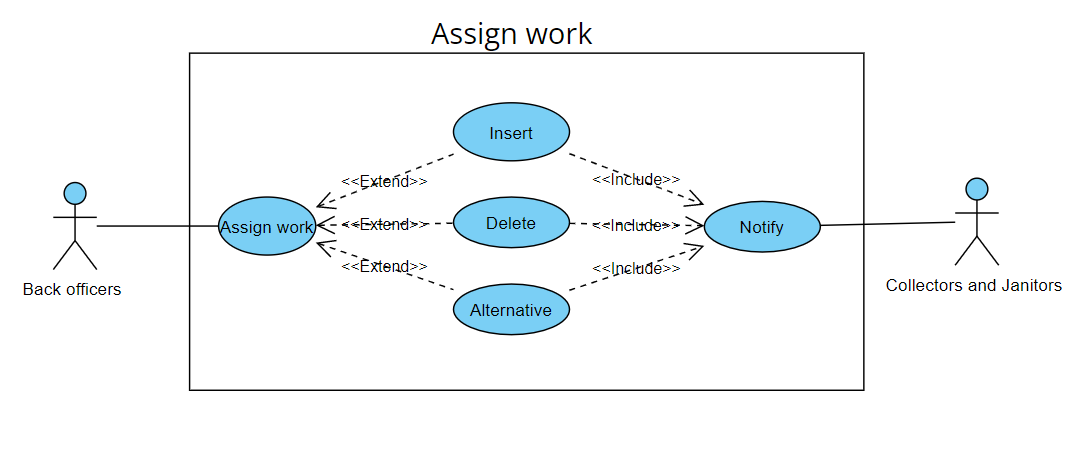 Assign work
Insert
<<Extend>>
<<Include>>
Assign work
<<Extend>>
Delete
<<Include>>
Notify
<<Extend>>
<<Include>>
Alternative
Back officers
Collectors and Janitors